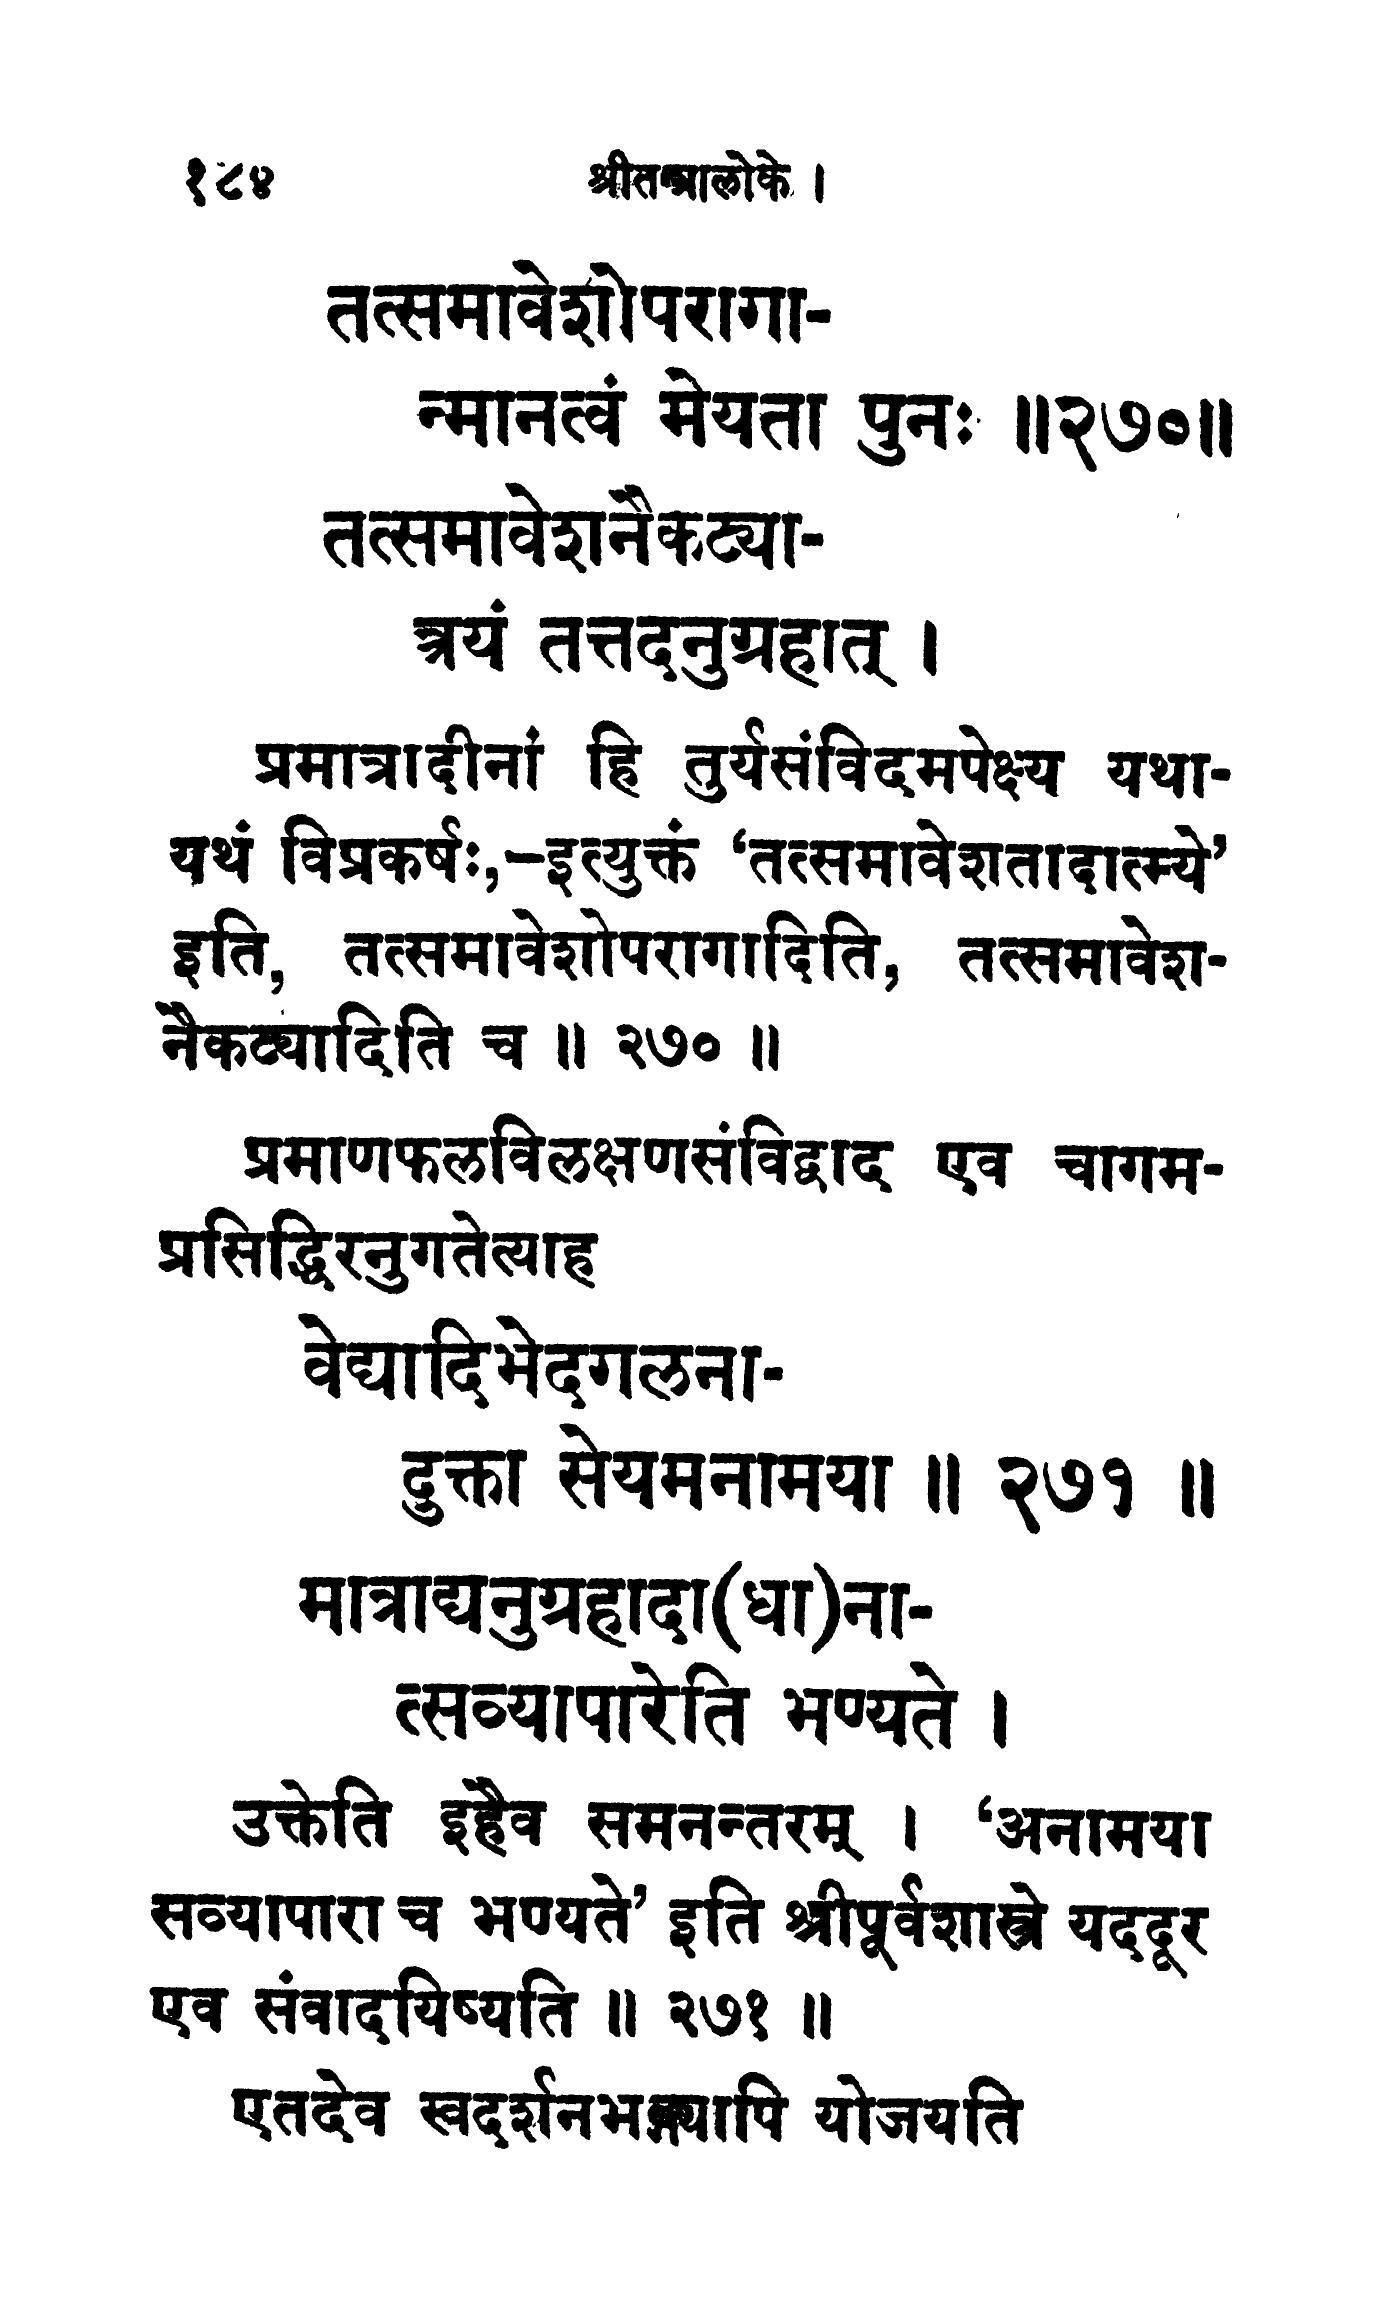 १८४ श्रीतन्त्रालोके ।
तत्समावेशोपरागा-
न्मानत्वं मेयता पुनः ॥२७०॥
तत्समावेशनैकट्या-
त्त्रयं तत्तदनुग्रहात् ।
प्रमात्रादीनां हि तुर्यसंविदमपेक्ष्य यथा-
यथं विप्रकर्षः,—इत्युक्तं ‘तत्समावेशतादात्म्ये’
इति, तत्समावेशोपरागादिति, तत्समावेश-
नैकट्यादिति च ॥ २७० ॥
प्रमाणफलविलक्षणसंविद्वाद एव चागम-
प्रसिद्धिरनुगतेत्याह
वेद्यादिभेदगलना-
दुक्ता सेयमनामया ॥ २७१ ॥
मात्राद्यनुग्रहादा(धा)ना-
त्सव्यापारेति भण्यते ।
उक्तेति इहैव समनन्तरम् । ‘अनामया
सव्यापारा च भण्यते’ इति श्रीपूर्वशास्त्रे यददूर
एव संवादयिष्यति ॥ २७१ ॥
एतदेव स्वदर्शनभङ्ग्यापि योजयति